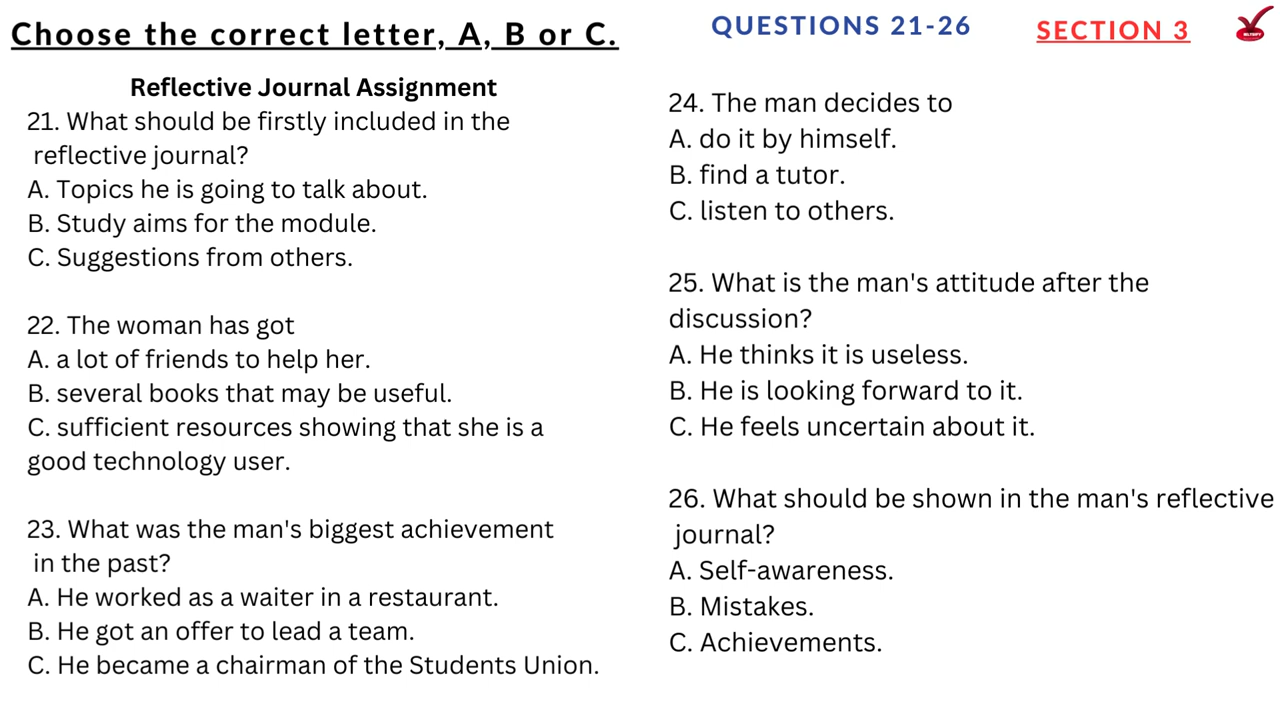 Choose the correct letter, A, B or C.
QUESTIONS 21-26
SECTION 3
Reflective Journal Assignment
21. What should be firstly included in the
reflective journal?
A. Topics he is going to talk about.
B. Study aims for the module.
C. Suggestions from others.
22. The woman has got
A. a lot of friends to help her.
B. several books that may be useful.
C. sufficient resources showing that she is a
good technology user.
23. What was the man's biggest achievement
in the past?
A. He worked as a waiter in a restaurant.
B. He got an offer to lead a team.
C. He became a chairman of the Students Union.
24. The man decides to
A. do it by himself.
B. find a tutor.
C. listen to others.
25. What is the man's attitude after the
discussion?
A. He thinks it is useless.
B. He is looking forward to it.
C. He feels uncertain about it.
26. What should be shown in the man's reflective
journal?
A. Self-awareness.
B. Mistakes.
C. Achievements.